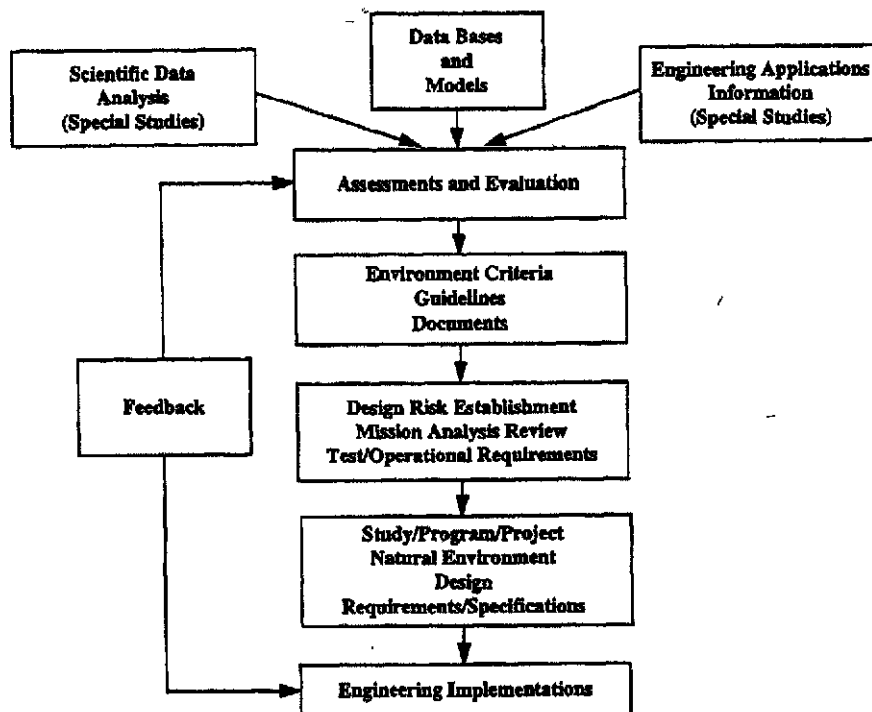 Scientific Data
Analysis
(Special Studies)
Data Bases
and
Models
Engineering Applications
Information
(Special Studies)
Assessments and Evaluation
Environment Criteria
Guidelines
Documents
Feedback
Design Risk Establishment
Mission Analysis Review
Test/Operational Requirements
Study/Program/Project
Natural Environment
Design
Requirements/Specifications
Engineering Implementations